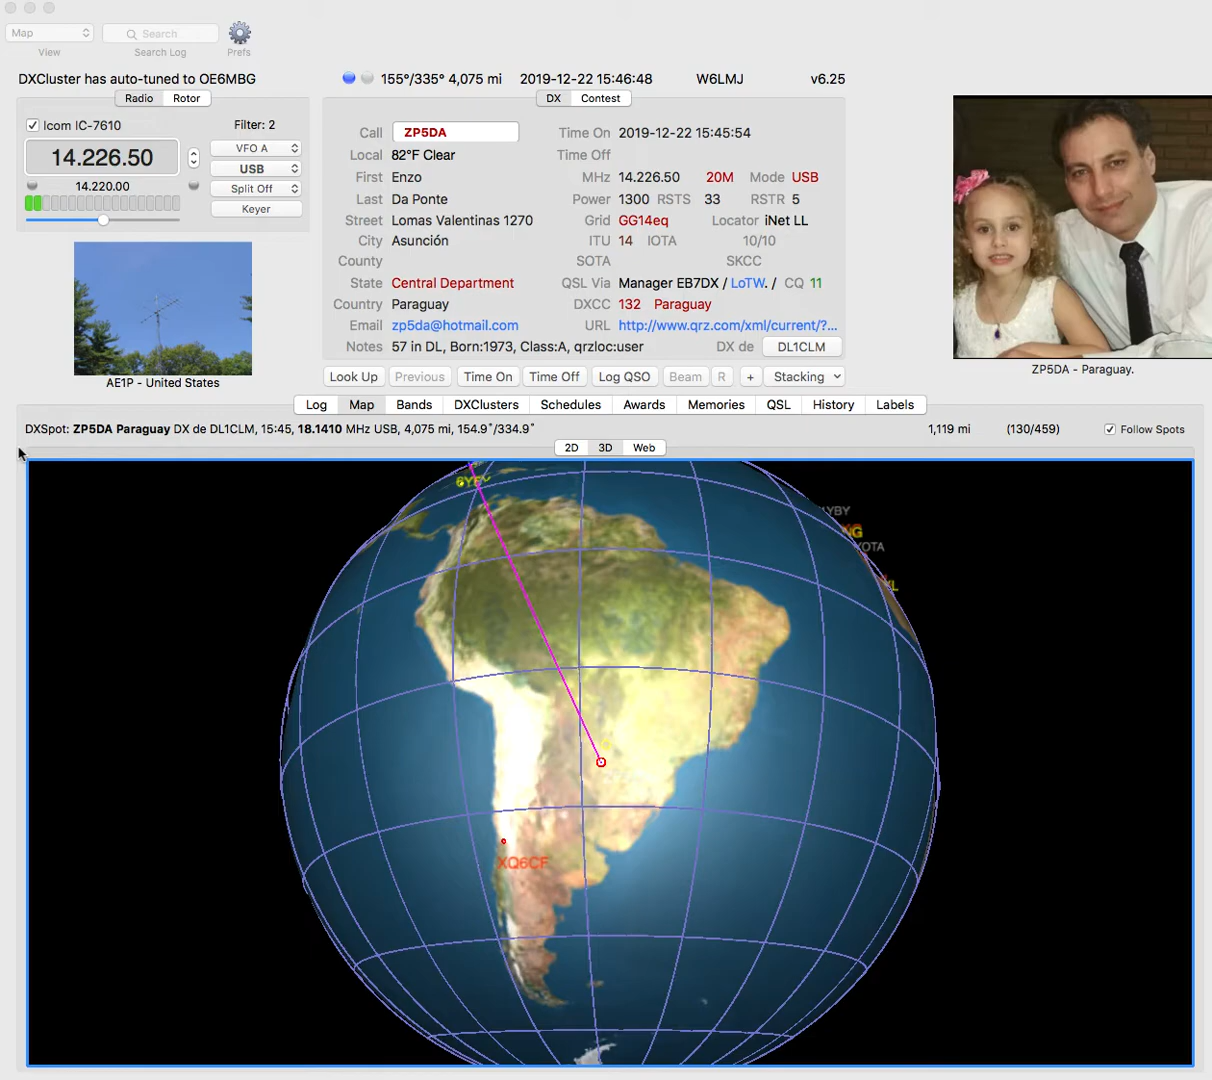 Map Search
View Search Log Prefs
DXCluster has auto-tuned to OE6MBG 155°/335° 4,075 mi 2019-12-22 15:46:48 W6LMJ v6.25
Radio Rotor DX Contest
Icom IC-7610 Filter: 2
14.226.50 VFO A
14.220.00 USB
Split Off
Keyer
AE1P - United States
Call ZP5DA Time On 2019-12-22 15:45:54
Local 82°F Clear Time Off
First Enzo MHz 14.226.50 20M Mode USB
Last Da Ponte Power 1300 RSTS 33 RSTR 5
Street Lomas Valentinas 1270 Grid GG14eq Locator iNet LL
City Asunción ITU 14 IOTA 10/10
County SOTA SKCC
State Central Department QSL Via Manager EB7DX / LoTW. / CQ 11
Country Paraguay DXCC 132 Paraguay
Email zp5da@hotmail.com URL http://www.qrz.com/xml/current/?...
Notes 57 in DL, Born:1973, Class:A, qrzloc:user DX de DL1CLM
Look Up Previous Time On Time Off Log QSO Beam R + Stacking
ZP5DA - Paraguay.
Log Map Bands DXClusters Schedules Awards Memories QSL History Labels
DXSpot: ZP5DA Paraguay DX de DL1CLM, 15:45, 18.1410 MHz USB, 4,075 mi, 154.9°/334.9° 1,119 mi (130/459) Follow Spots
2D 3D Web
XQ6CF